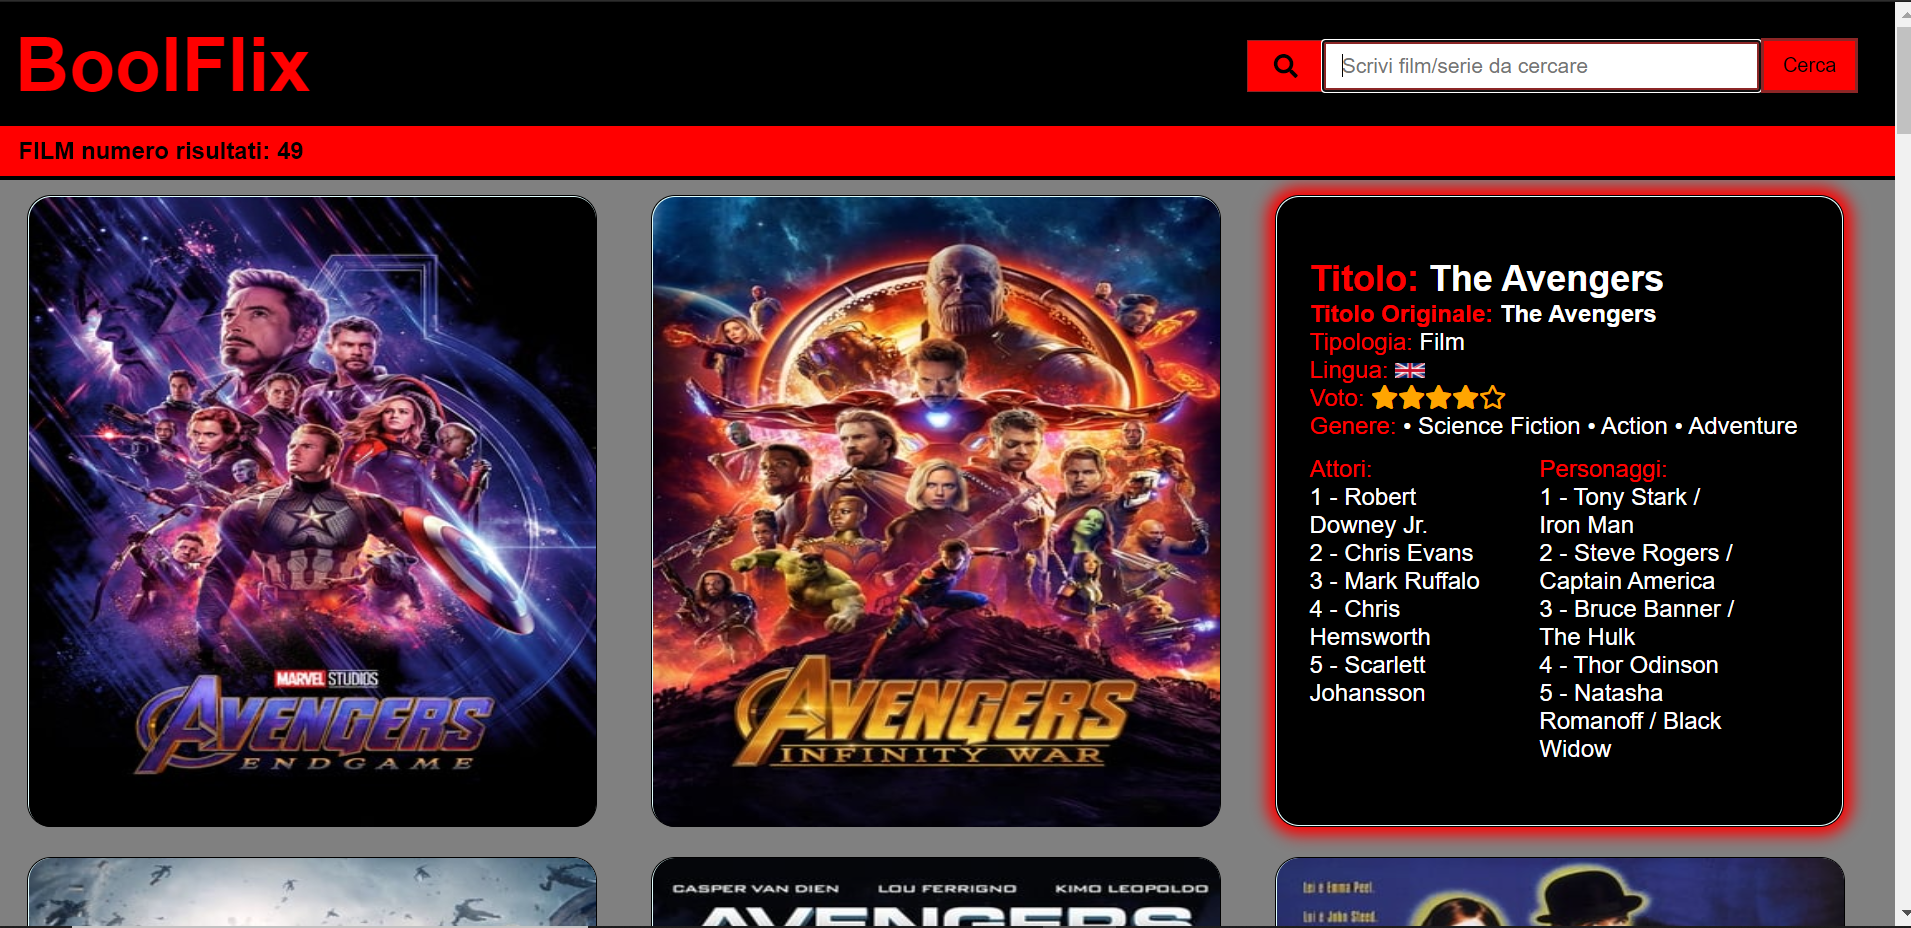 BoolFlix
Scrivi film/serie da cercare
Cerca
FILM numero risultati: 49
MARVEL STUDIOS
AVENGERS
ENDGAME
AVENGERS
INFINITY WAR
Titolo: The Avengers
Titolo Originale: The Avengers
Tipologia: Film
Lingua:
Voto:
Genere: • Science Fiction • Action • Adventure
Attori:
1 - Robert
Downey Jr.
2 - Chris Evans
3 - Mark Ruffalo
4 - Chris
Hemsworth
5 - Scarlett
Johansson
Personaggi:
1 - Tony Stark /
Iron Man
2 - Steve Rogers /
Captain America
3 - Bruce Banner /
The Hulk
4 - Thor Odinson
5 - Natasha
Romanoff / Black
Widow
CASPER VAN DIEN LOU FERRIGNO KIMO LEOPOLDO
AVENGERS
Lei è Emma Peel.
Lui è John Steed.